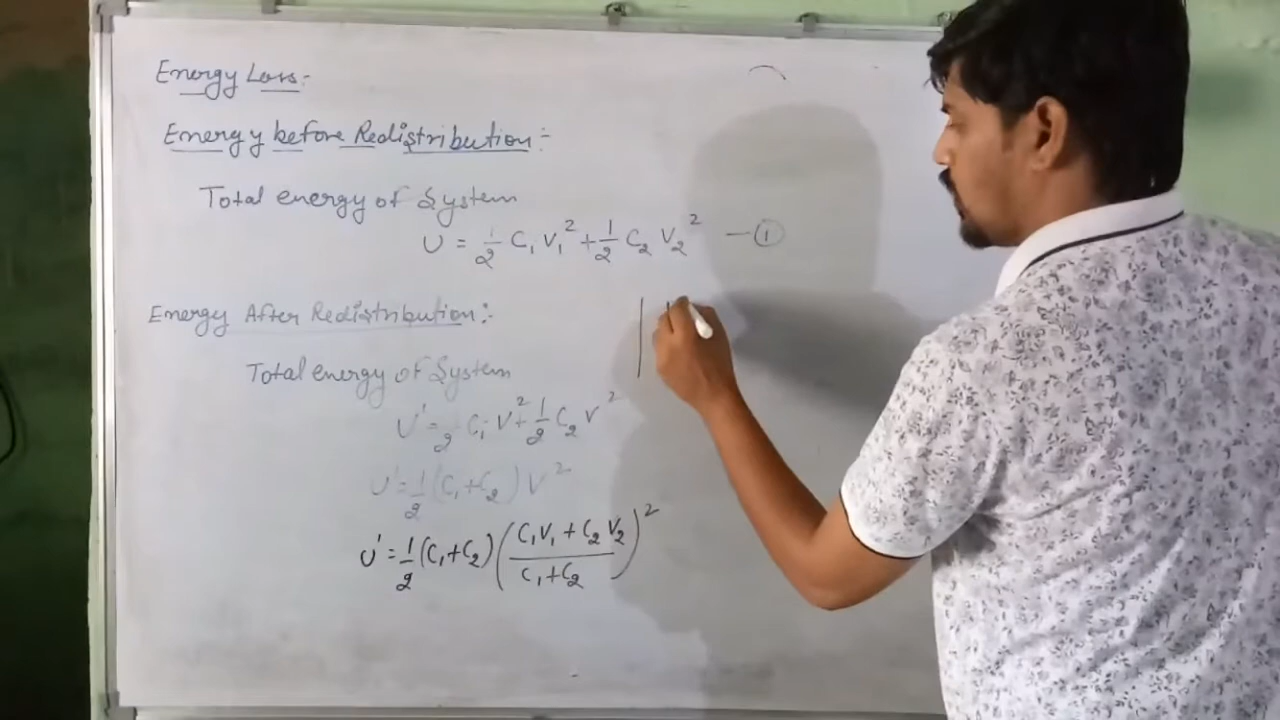 Energy Loss:-
Energy before Redistribution:-
Total energy of System
U = 1/2 C₁ V₁² + 1/2 C₂ V₂² — ①
Energy After Redistribution:-
Total energy of System
U' = 1/2 C₁ V² + 1/2 C₂ V²
U' = 1/2 (C₁+C₂) V²
U' = 1/2 (C₁+C₂) ( (C₁V₁ + C₂V₂) / (C₁+C₂) )²